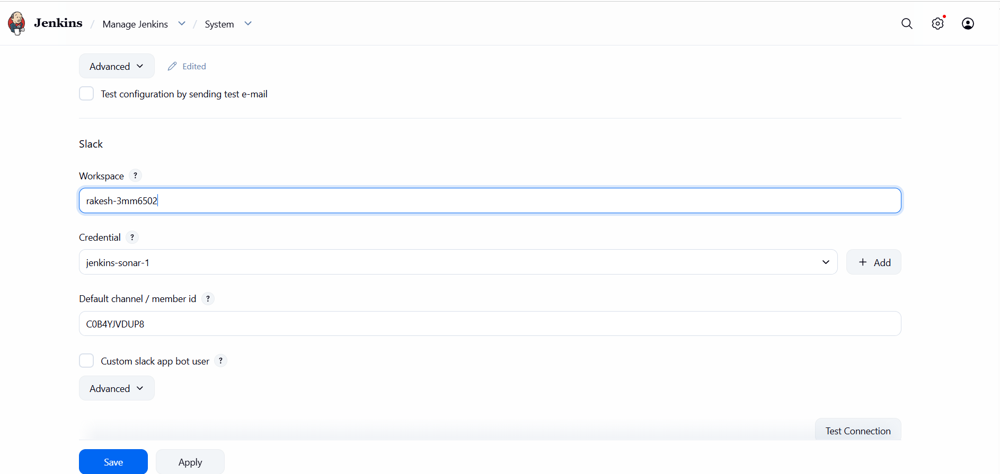 Jenkins / Manage Jenkins / System
Advanced Edited
Test configuration by sending test e-mail
Slack
Workspace ?
rakesh-3mm6502
Credential ?
jenkins-sonar-1
+ Add
Default channel / member id ?
C0B4YJVDUP8
Custom slack app bot user ?
Advanced
Test Connection
Save Apply